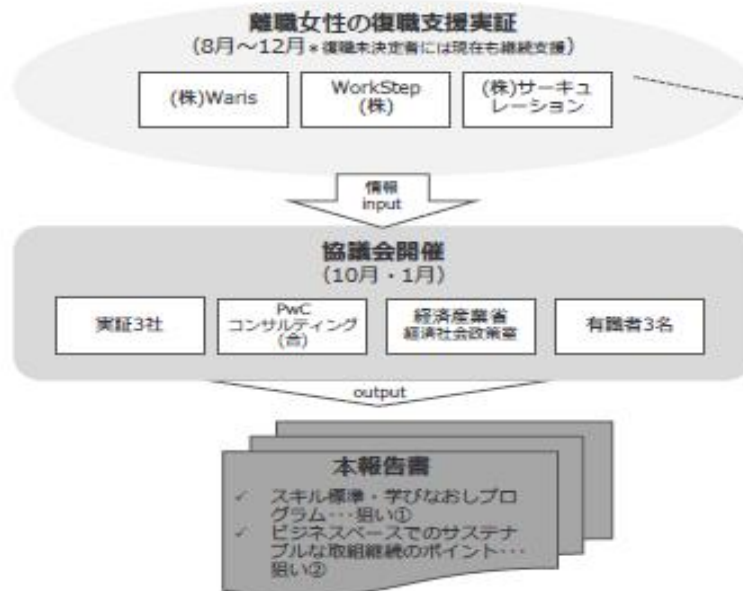 離職女性の復職支援実証
(8月～12月*復職未決定者には現在も継続支援)
(株)Waris
WorkStep
(株)
(株)サーキュ
レーション
情報
input
協議会開催
(10月・1月)
実証3社
PwC
コンサルティング
(合)
経済産業省
経済社会政策室
有識者3名
output
本報告書
✓ スキル標準・学びなおしプロ
グラム･･･狙い①
✓ ビジネスベースでのサステナ
ブルな取組継続のポイント･･･
狙い②